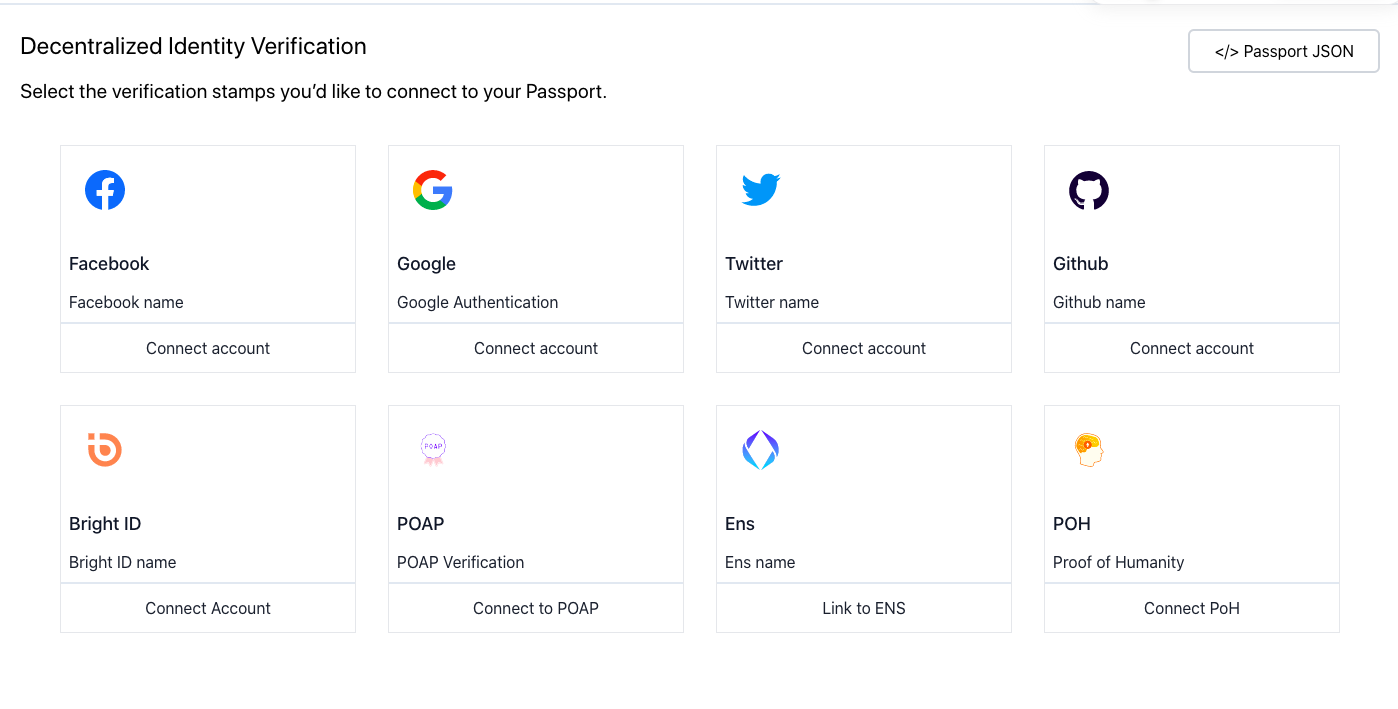 Decentralized Identity Verification
</> Passport JSON
Select the verification stamps you’d like to connect to your Passport.
Facebook
Facebook name
Connect account
Google
Google Authentication
Connect account
Twitter
Twitter name
Connect account
Github
Github name
Connect account
Bright ID
Bright ID name
Connect Account
POAP
POAP
POAP Verification
Connect to POAP
Ens
Ens name
Link to ENS
POH
Proof of Humanity
Connect PoH